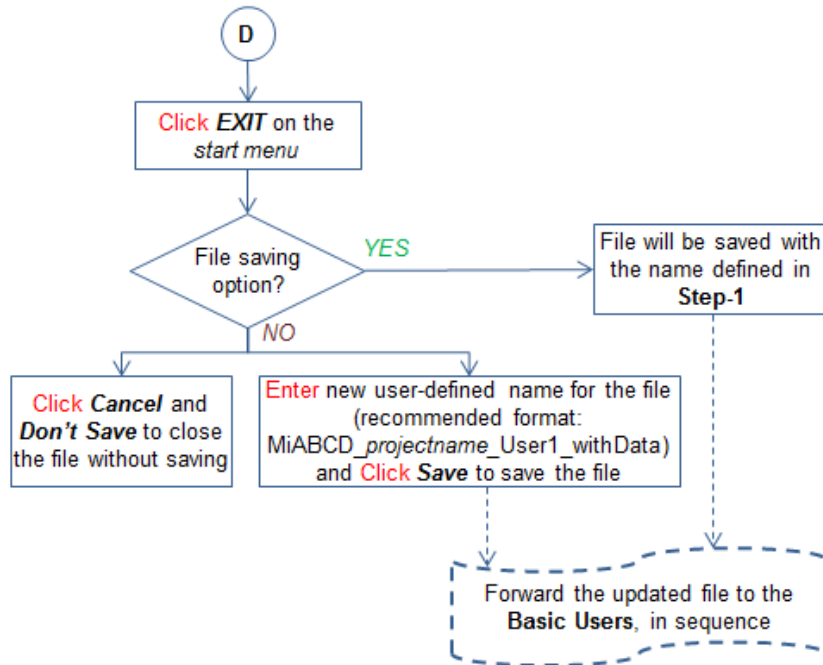 D
Click EXIT on the
start menu
File saving
option?
YES
File will be saved with
the name defined in
Step-1
NO
Click Cancel and
Don't Save to close
the file without saving
Enter new user-defined name for the file
(recommended format:
MiABCD_projectname_User1_withData)
and Click Save to save the file
Forward the updated file to the
Basic Users, in sequence